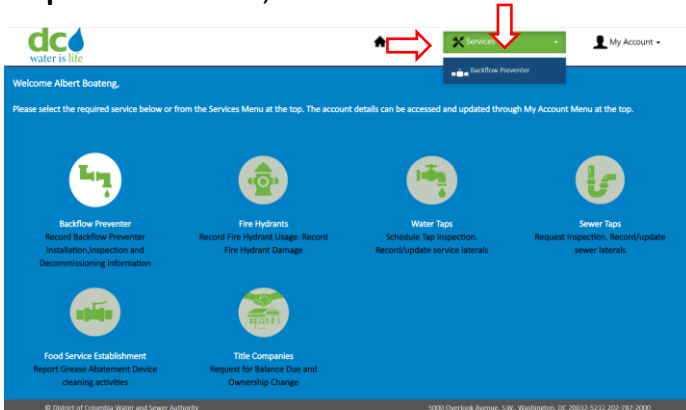 dc
water is life
Services
My Account
Backflow Preventer
Welcome Albert Boateng,
Please select the required service below or from the Services Menu at the top. The account details can be accessed and updated through My Account Menu at the top.
Backflow Preventer
Record Backflow Preventer
Installation,Inspection and
Decommissioning information
Fire Hydrants
Record Fire Hydrant Usage. Record
Fire Hydrant Damage
Water Taps
Schedule Tap inspection.
Record/update service laterals
Sewer Taps
Request Inspection. Record/update
sewer laterals
Food Service Establishment
Report Grease Abatement Device
cleaning activities
Title Companies
Request for Balance Due and
Ownership Change
© District of Columbia Water and Sewer Authority
5000 Overlook Avenue, S.W., Washington, DC 20032-5212 202-787-2000